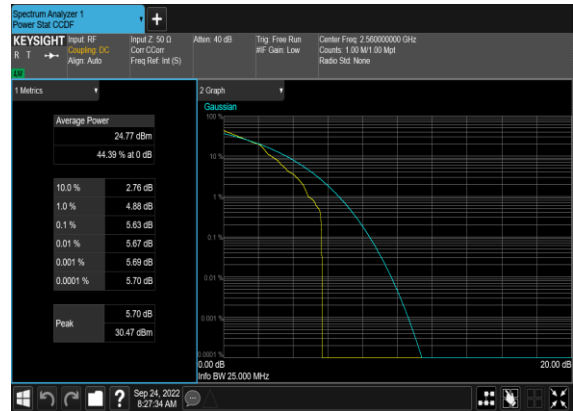 Spectrum Analyzer 1
Power Stat CCDF
+
KEYSIGHT
R T
LXI
Input: RF
Coupling: DC
Align: Auto
Input Z: 50 Ω
Corr CCorr
Freq Ref: Int (S)
Atten: 40 dB
Trig: Free Run
#IF Gain: Low
Center Freq: 2.560000000 GHz
Counts: 1.00 M/1.00 Mpt
Radio Std: None
1 Metrics
Average Power
24.77 dBm
44.39 % at 0 dB
10.0 % 2.76 dB
1.0 % 4.88 dB
0.1 % 5.63 dB
0.01 % 5.67 dB
0.001 % 5.69 dB
0.0001 % 5.70 dB
Peak
5.70 dB
30.47 dBm
2 Graph
Gaussian
100 %
10 %
1 %
0.1 %
0.01 %
0.001 %
0.0001 %
0.00 dB
20.00 dB
Info BW 25.000 MHz
?
Sep 24, 2022
8:27:34 AM